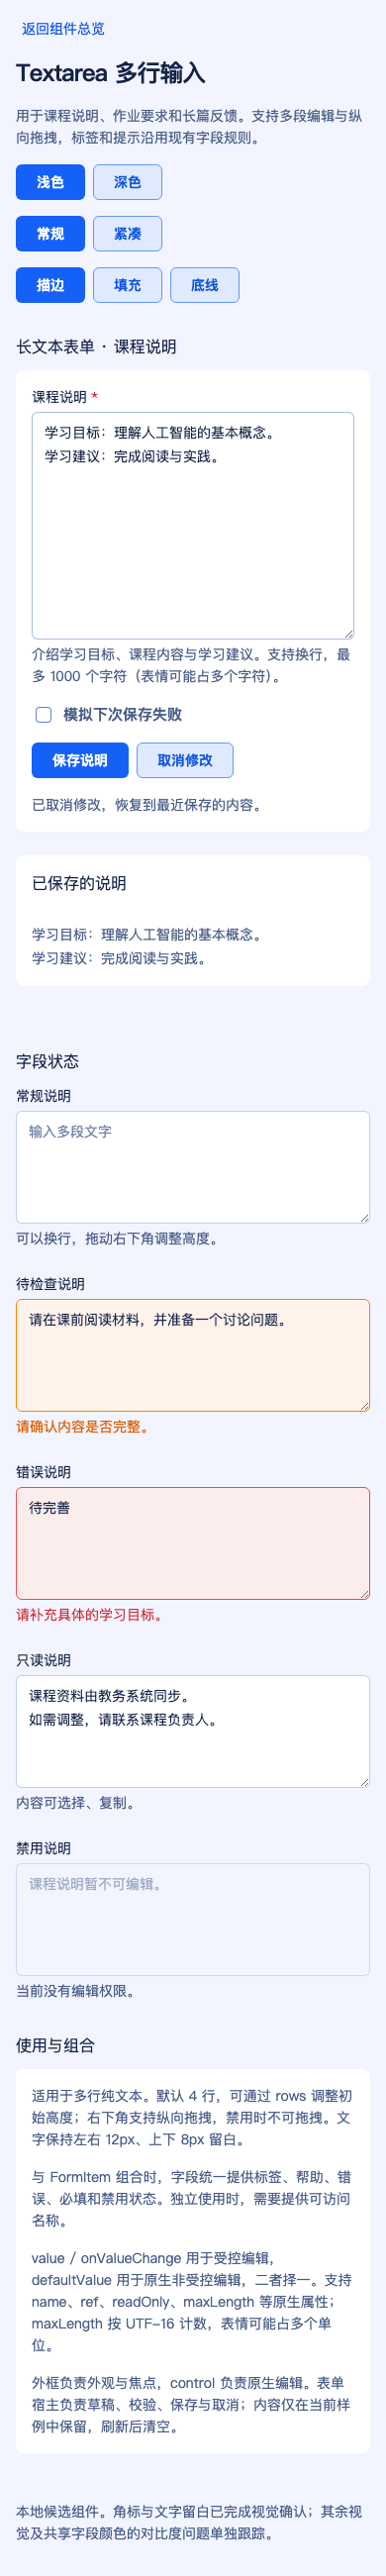 返回组件总览
Textarea 多行输入
用于课程说明、作业要求和长篇反馈。支持多段编辑与纵
向拖拽，标签和提示沿用现有字段规则。
浅色 深色
常规 紧凑
描边 填充 底线
长文本表单 · 课程说明
课程说明 *
学习目标：理解人工智能的基本概念。
学习建议：完成阅读与实践。
介绍学习目标、课程内容与学习建议。支持换行，最
多 1000 个字符（表情可能占多个字符）。
模拟下次保存失败
保存说明 取消修改
已取消修改，恢复到最近保存的内容。
已保存的说明
学习目标：理解人工智能的基本概念。
学习建议：完成阅读与实践。
字段状态
常规说明
输入多段文字
可以换行，拖动右下角调整高度。
待检查说明
请在课前阅读材料，并准备一个讨论问题。
请确认内容是否完整。
错误说明
待完善
请补充具体的学习目标。
只读说明
课程资料由教务系统同步。
如需调整，请联系课程负责人。
内容可选择、复制。
禁用说明
课程说明暂不可编辑。
当前没有编辑权限。
使用与组合
适用于多行纯文本。默认 4 行，可通过 rows 调整初
始高度；右下角支持纵向拖拽，禁用时不可拖拽。文
字保持左右 12px、上下 8px 留白。
与 FormItem 组合时，字段统一提供标签、帮助、错
误、必填和禁用状态。独立使用时，需要提供可访问
名称。
value / onValueChange 用于受控编辑，
defaultValue 用于原生非受控编辑，二者择一。支持
name、ref、readOnly、maxLength 等原生属性；
maxLength 按 UTF-16 计数，表情可能占多个单
位。
外框负责外观与焦点，control 负责原生编辑。表单
宿主负责草稿、校验、保存与取消；内容仅在当前样
例中保留，刷新后清空。
本地候选组件。角标与文字留白已完成视觉确认；其余视
觉及共享字段颜色的对比度问题单独跟踪。